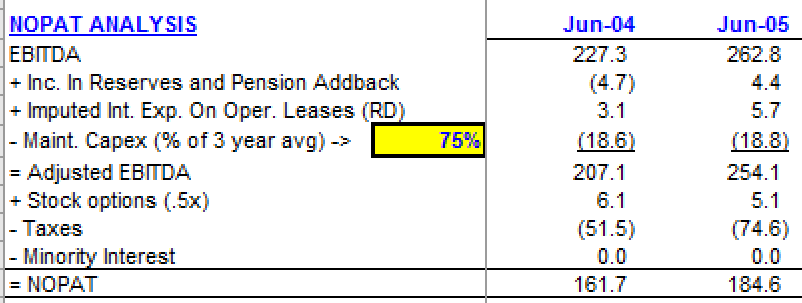 NOPAT ANALYSIS Jun-04 Jun-05
EBITDA 227.3 262.8
+ Inc. In Reserves and Pension Addback (4.7) 4.4
+ Imputed Int. Exp. On Oper. Leases (RD) 3.1 5.7
- Maint. Capex (% of 3 year avg) -> 75% (18.6) (18.8)
= Adjusted EBITDA 207.1 254.1
+ Stock options (.5x) 6.1 5.1
- Taxes (51.5) (74.6)
- Minority Interest 0.0 0.0
= NOPAT 161.7 184.6